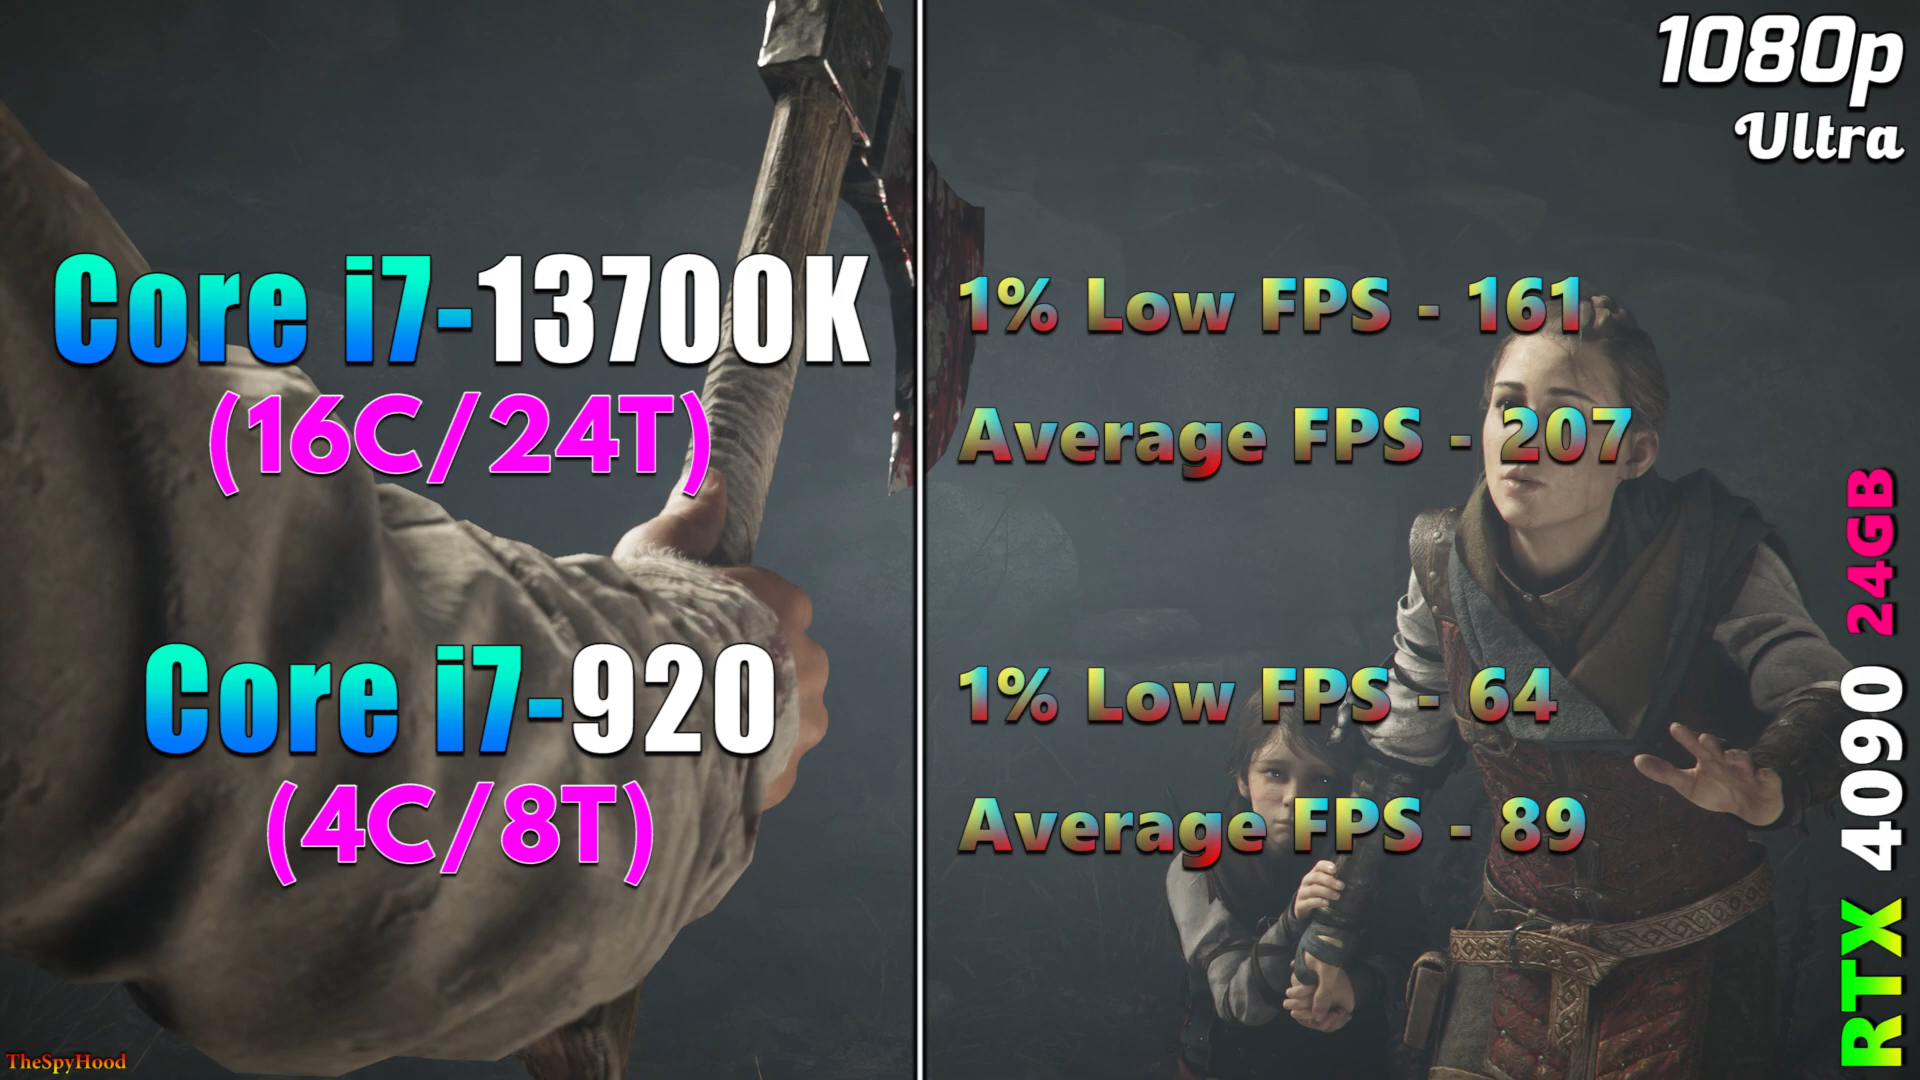 1080p
Ultra
Core i7-13700K
(16C/24T)
1% Low FPS - 161
Average FPS - 207
Core i7-920
(4C/8T)
1% Low FPS - 64
Average FPS - 89
RTX 4090 24GB
TheSpyHood